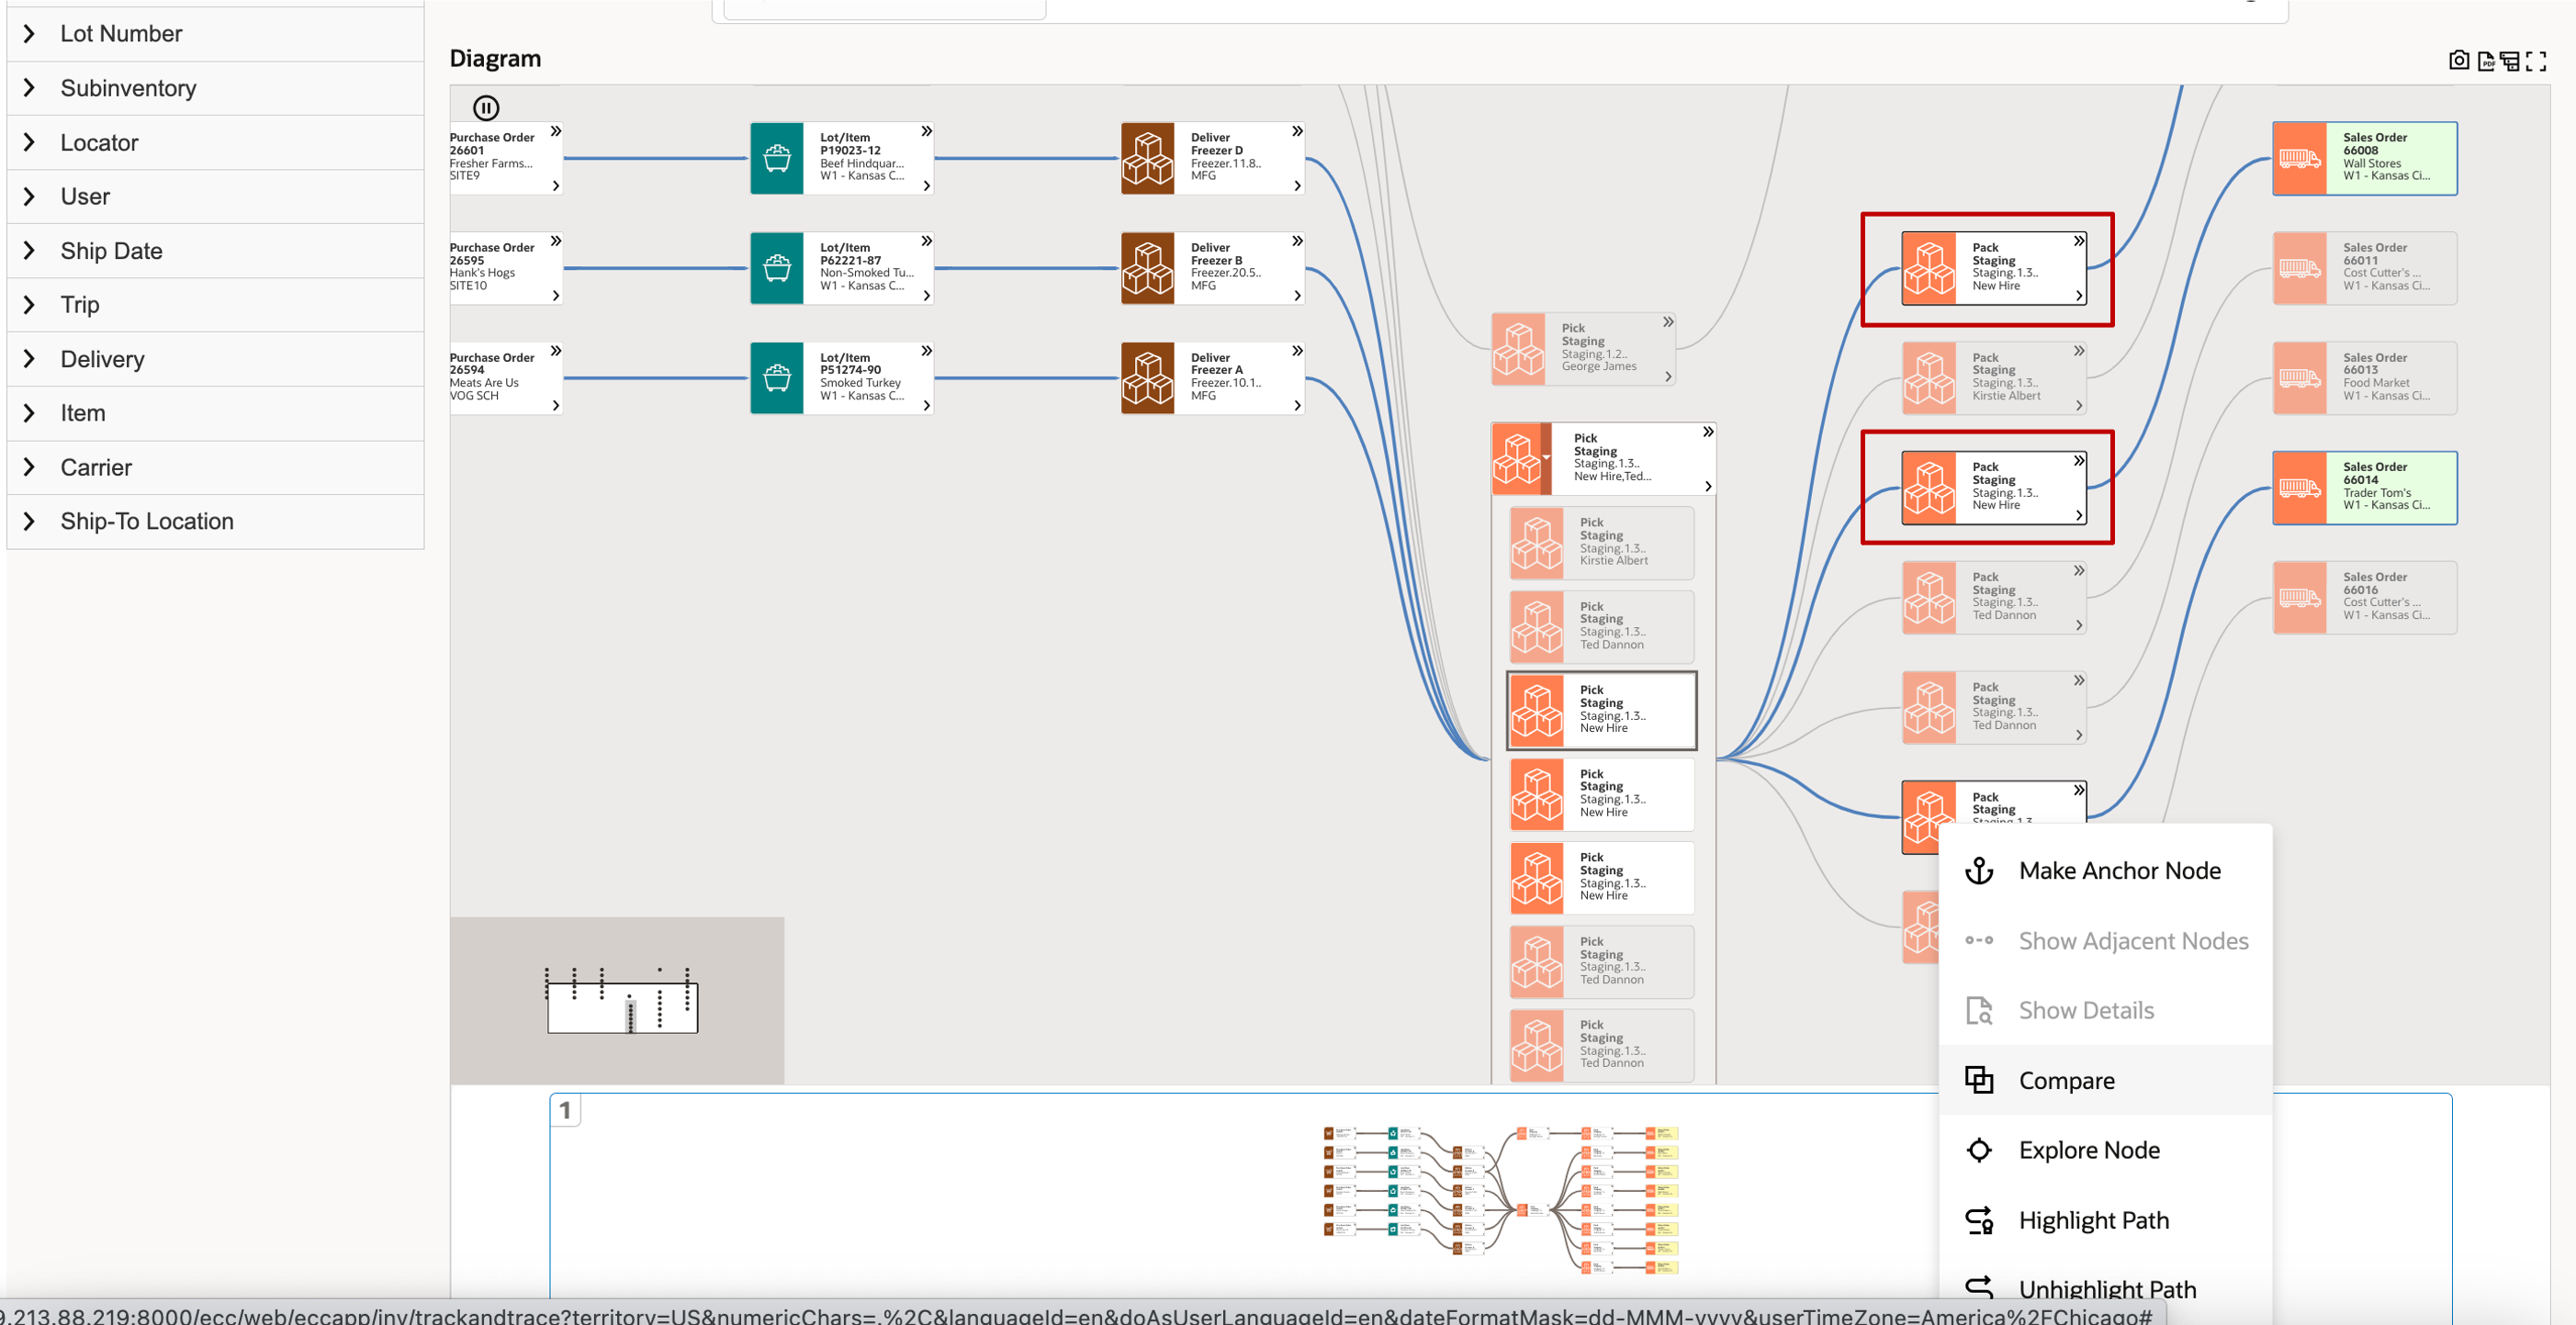 Lot Number
Subinventory
Locator
User
Ship Date
Trip
Delivery
Item
Carrier
Ship-To Location
Diagram
PDF
Purchase Order
26601
Fresher Farms...
SITE9
Lot/Item
P19023-12
Beef Hindquar...
W1 - Kansas C...
Deliver
Freezer D
Freezer.11.8..
MFG
Purchase Order
26595
Hank's Hogs
SITE10
Lot/Item
P62221-87
Non-Smoked Tu...
W1 - Kansas C...
Deliver
Freezer B
Freezer.20.5..
MFG
Purchase Order
26594
Meats Are Us
VOG SCH
Lot/Item
P51274-90
Smoked Turkey
W1 - Kansas C...
Deliver
Freezer A
Freezer.10.1..
MFG
Pick
Staging
Staging.1.2..
George James
Pick
Staging
Staging.1.3..
New Hire,Ted...
Pick
Staging
Staging.1.3..
Kirstie Albert
Pick
Staging
Staging.1.3..
Ted Dannon
Pick
Staging
Staging.1.3..
New Hire
Pick
Staging
Staging.1.3..
New Hire
Pick
Staging
Staging.1.3..
New Hire
Pick
Staging
Staging.1.3..
Ted Dannon
Pick
Staging
Staging.1.3..
Ted Dannon
Pack
Staging
Staging.1.3..
New Hire
Pack
Staging
Staging.1.3..
Kirstie Albert
Pack
Staging
Staging.1.3..
New Hire
Pack
Staging
Staging.1.3..
Ted Dannon
Pack
Staging
Staging.1.3..
Ted Dannon
Pack
Staging
Staging.1.3
Sales Order
66008
Wall Stores
W1 - Kansas Ci...
Sales Order
66011
Cost Cutter's ...
W1 - Kansas Ci...
Sales Order
66013
Food Market
W1 - Kansas Ci...
Sales Order
66014
Trader Tom's
W1 - Kansas Ci...
Sales Order
66016
Cost Cutter's ...
W1 - Kansas Ci...
Make Anchor Node
Show Adjacent Nodes
Show Details
Compare
Explore Node
Highlight Path
Unhighlight Path
1
9.213.88.219:8000/ecc/web/eccapp/inv/trackandtrace?territory=US&numericChars=.%2C&languageId=en&doAsUserLanguageId=en&dateFormatMask=dd-MMM-yyyy&userTimeZone=America%2FChicago#